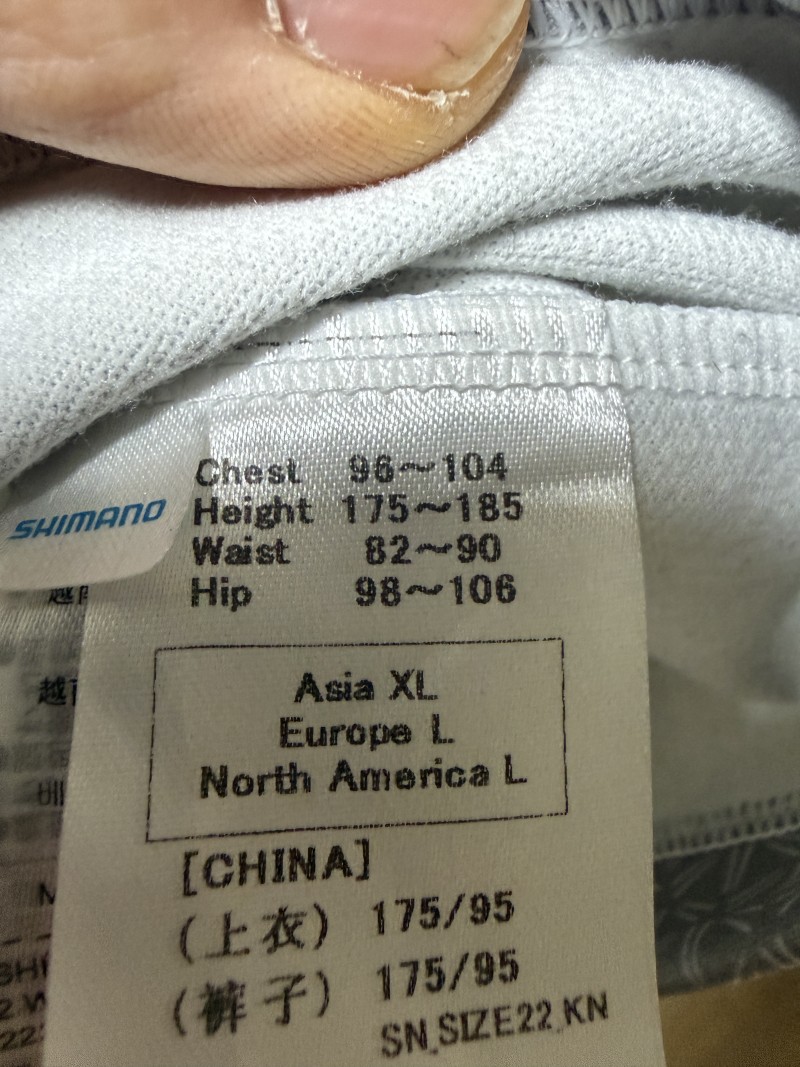 Chest 96～104
Height 175～185
Waist 82～90
Hip 98～106
SHIMANO
Asia XL
Europe L
North America L
[CHINA]
(上衣) 175/95
(裤子) 175/95
SN_SIZE22_KN